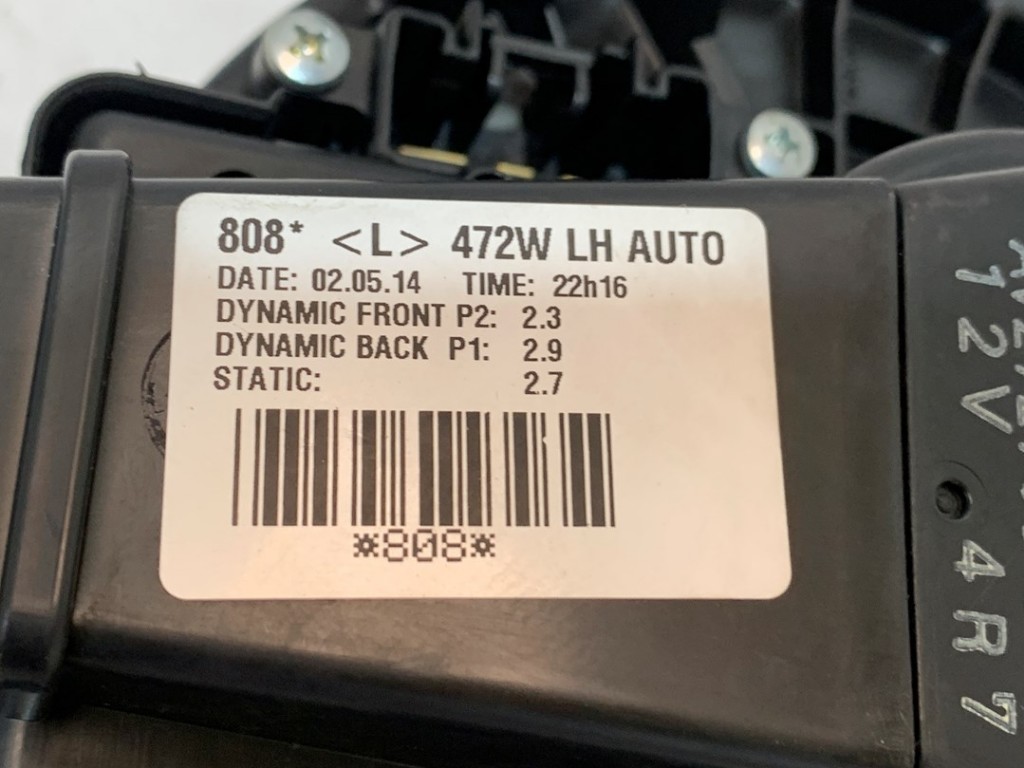 808* <L> 472W LH AUTO
DATE: 02.05.14 TIME: 22h16
DYNAMIC FRONT P2: 2.3
DYNAMIC BACK P1: 2.9
STATIC: 2.7
*808*
12V
4R7